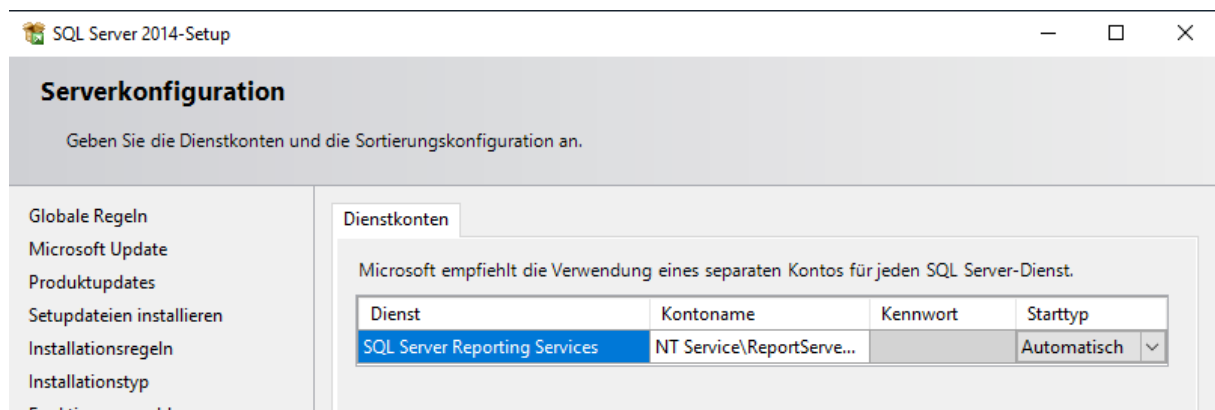 SQL Server 2014-Setup
Serverkonfiguration
Geben Sie die Dienstkonten und die Sortierungskonfiguration an.
Globale Regeln
Microsoft Update
Produktupdates
Setupdateien installieren
Installationsregeln
Installationstyp
Dienstkonten
Microsoft empfiehlt die Verwendung eines separaten Kontos für jeden SQL Server-Dienst.
Dienst Kontoname Kennwort Starttyp
SQL Server Reporting Services NT Service\ReportServe... Automatisch